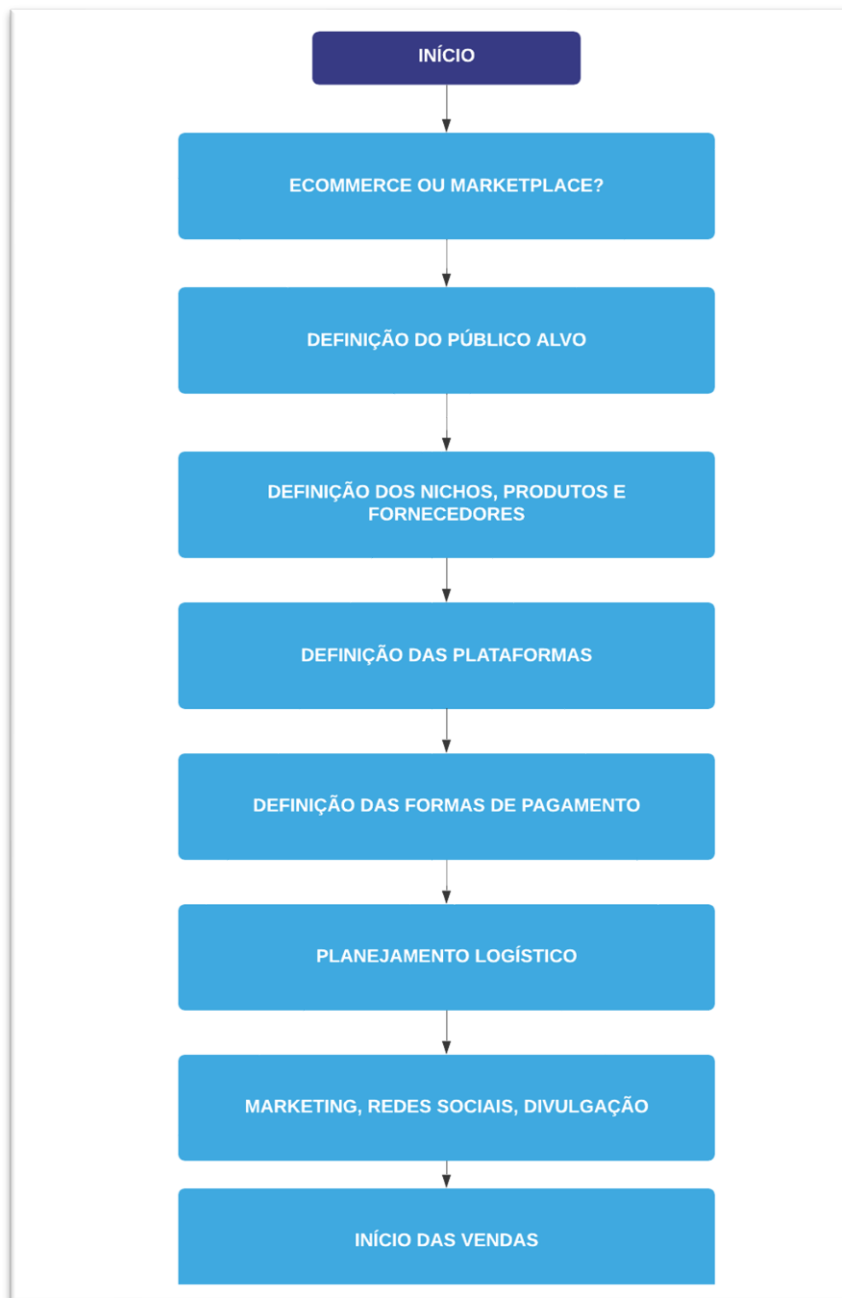 INÍCIO
ECOMMERCE OU MARKETPLACE?
DEFINIÇÃO DO PÚBLICO ALVO
DEFINIÇÃO DOS NICHOS, PRODUTOS E
FORNECEDORES
DEFINIÇÃO DAS PLATAFORMAS
DEFINIÇÃO DAS FORMAS DE PAGAMENTO
PLANEJAMENTO LOGÍSTICO
MARKETING, REDES SOCIAIS, DIVULGAÇÃO
INÍCIO DAS VENDAS